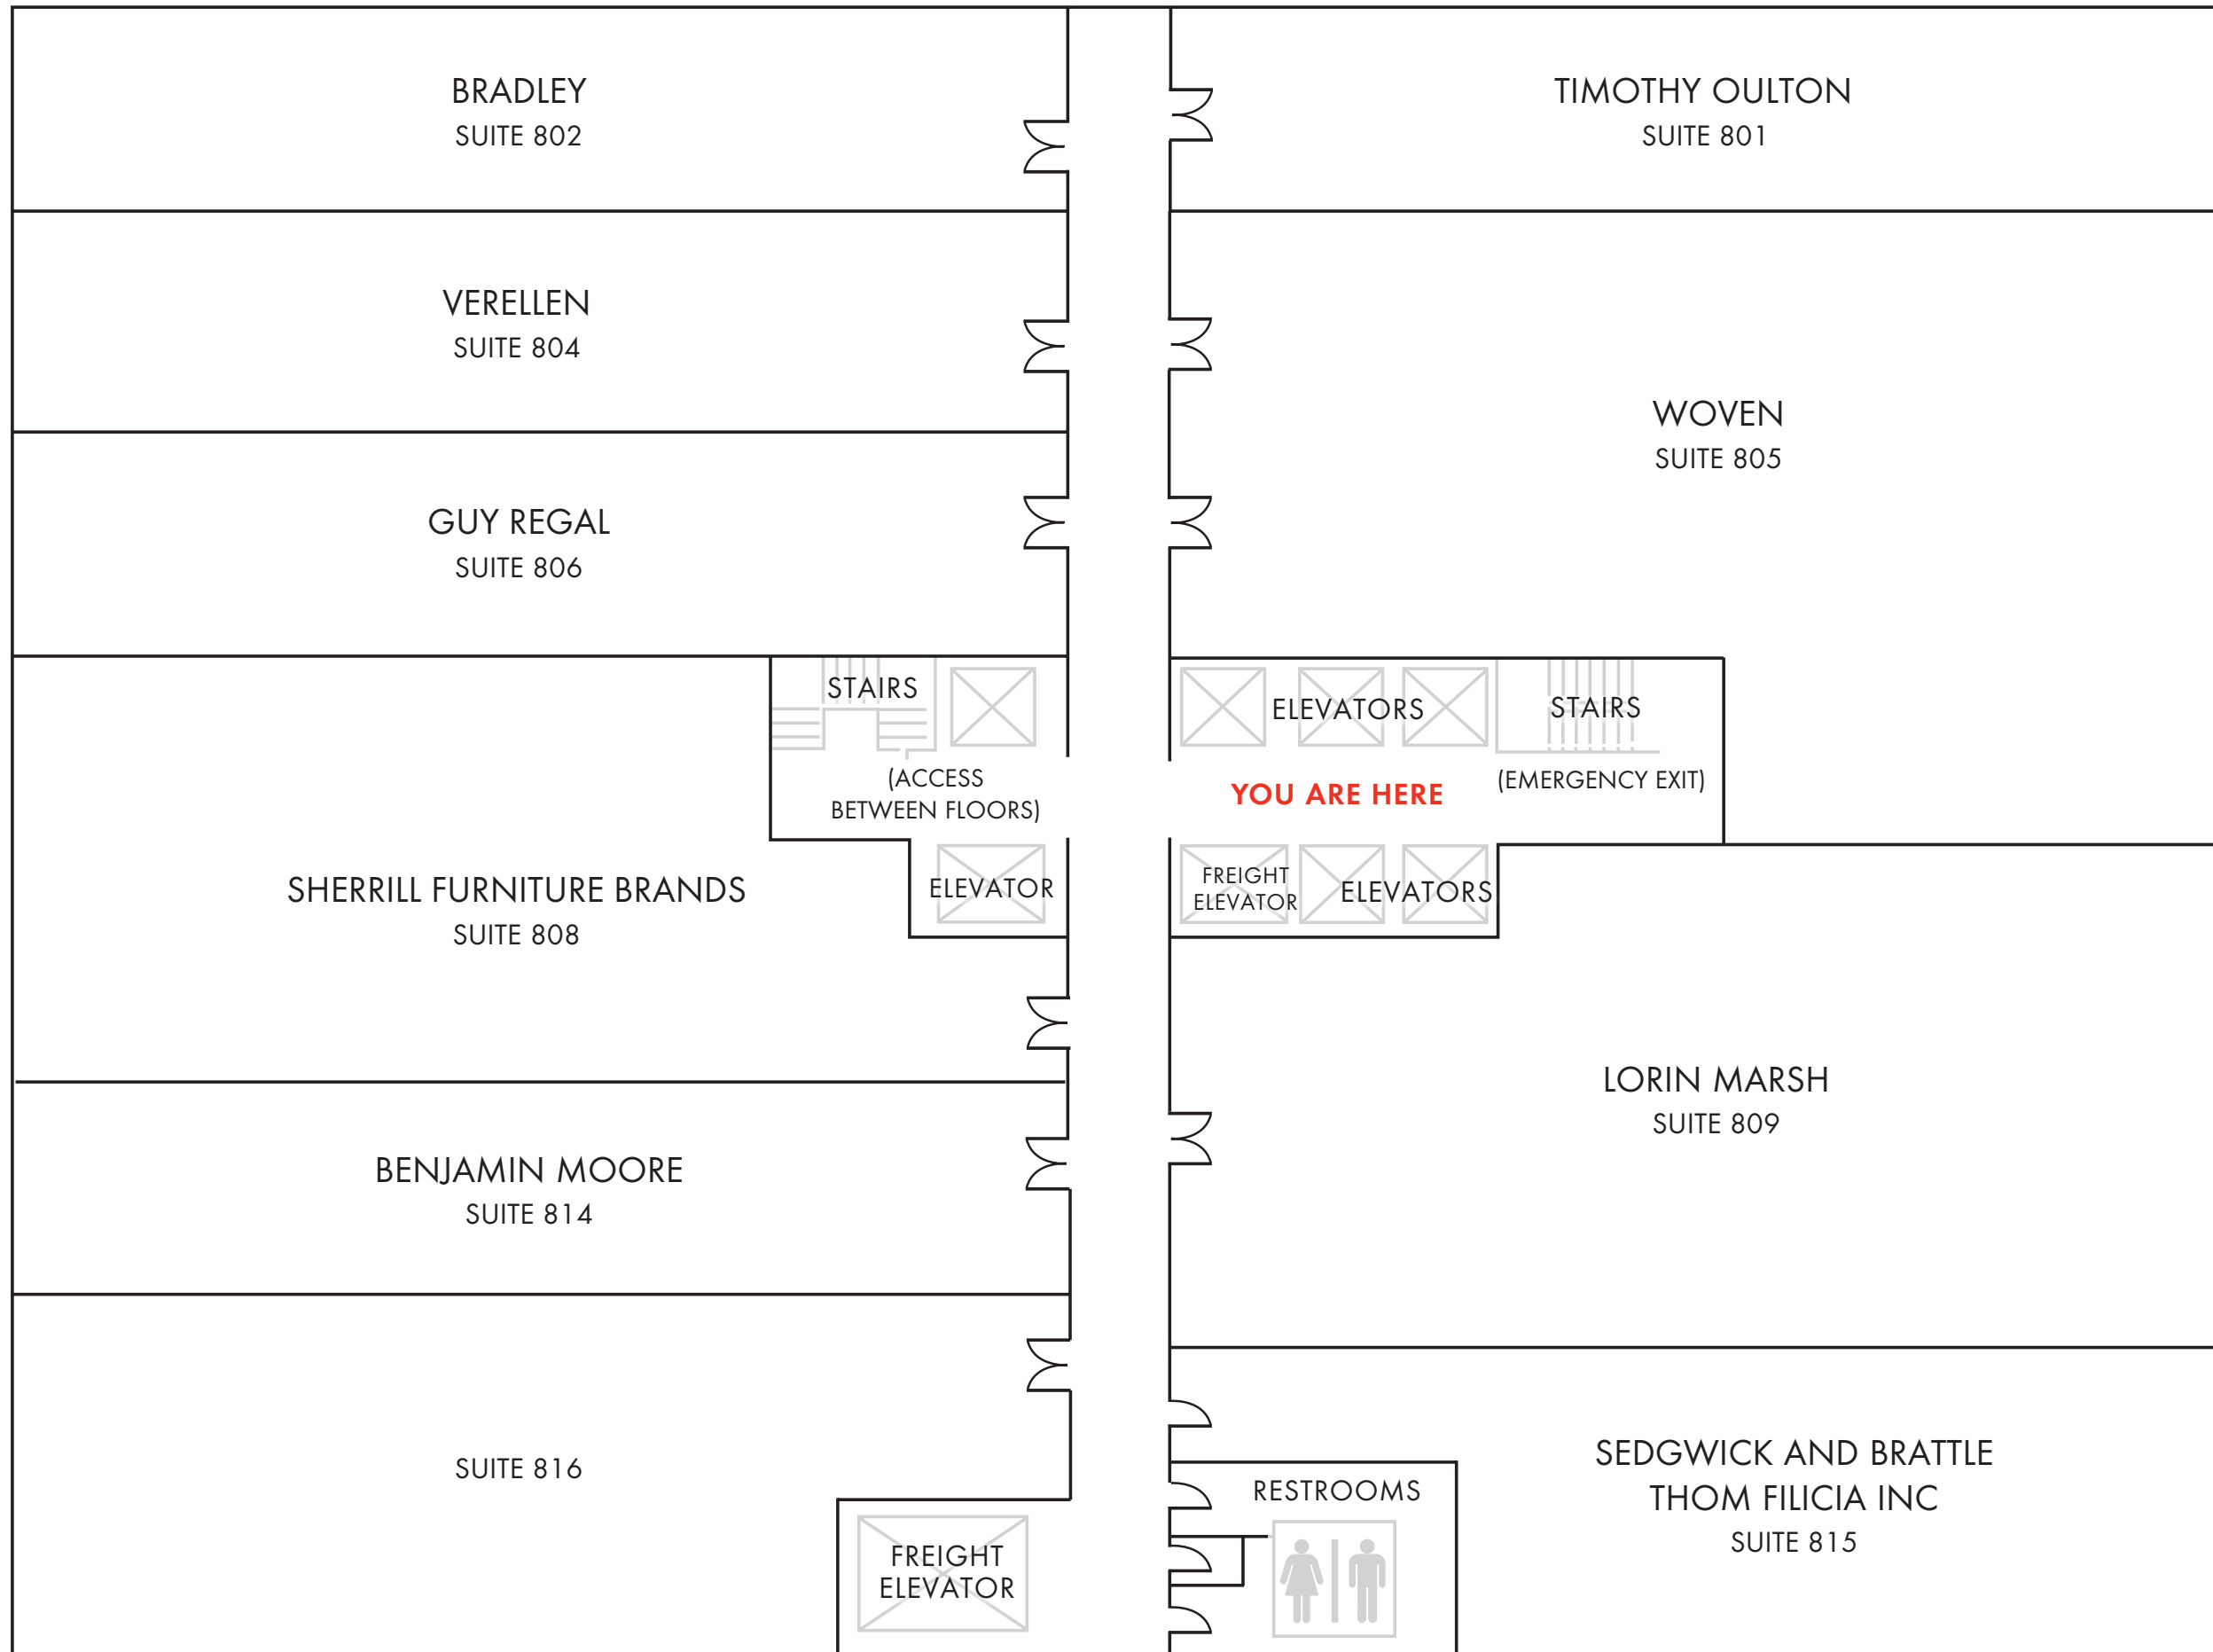 BRADLEY
SUITE 802
TIMOTHY OULTON
SUITE 801
VERELLEN
SUITE 804
WOVEN
SUITE 805
GUY REGAL
SUITE 806
STAIRS
(ACCESS
BETWEEN FLOORS)
ELEVATOR
ELEVATORS
STAIRS
(EMERGENCY EXIT)
YOU ARE HERE
FREIGHT
ELEVATOR
ELEVATORS
SHERRILL FURNITURE BRANDS
SUITE 808
LORIN MARSH
SUITE 809
BENJAMIN MOORE
SUITE 814
SUITE 816
FREIGHT
ELEVATOR
RESTROOMS
SEDGWICK AND BRATTLE
THOM FILICIA INC
SUITE 815